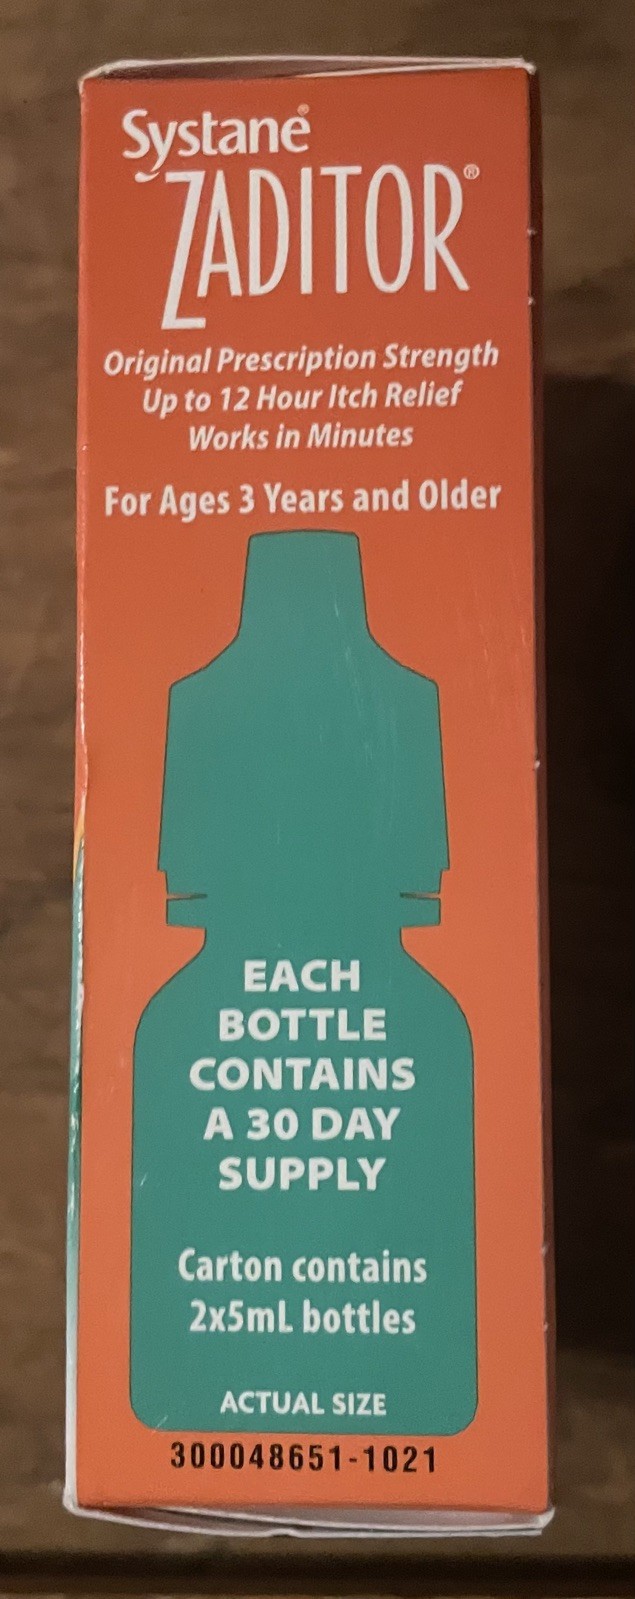 Systane®
ZADITOR®
Original Prescription Strength
Up to 12 Hour Itch Relief
Works in Minutes
For Ages 3 Years and Older
EACH
BOTTLE
CONTAINS
A 30 DAY
SUPPLY
Carton contains
2x5mL bottles
ACTUAL SIZE
300048651-1021